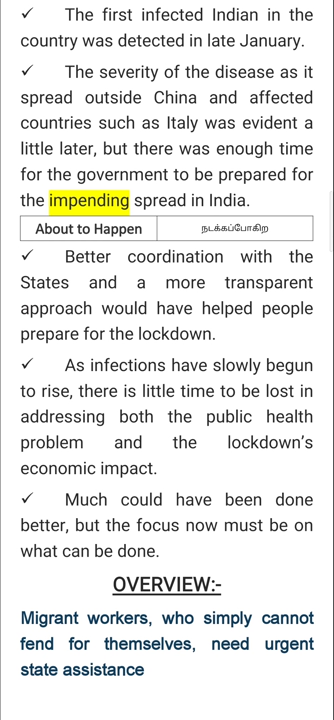 ✓ The first infected Indian in the
country was detected in late January.
✓ The severity of the disease as it
spread outside China and affected
countries such as Italy was evident a
little later, but there was enough time
for the government to be prepared for
the impending spread in India.
About to Happen நடக்கப்போகிற
✓ Better coordination with the
States and a more transparent
approach would have helped people
prepare for the lockdown.
✓ As infections have slowly begun
to rise, there is little time to be lost in
addressing both the public health
problem and the lockdown's
economic impact.
✓ Much could have been done
better, but the focus now must be on
what can be done.
OVERVIEW:-
Migrant workers, who simply cannot
fend for themselves, need urgent
state assistance